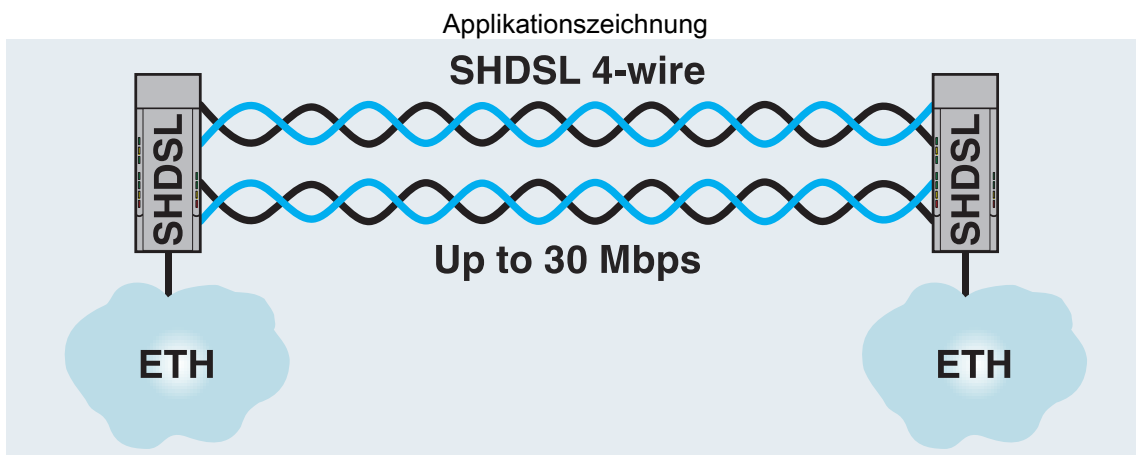 Applikationszeichnung
SHDSL 4-wire
SHDSL
SHDSL
Up to 30 Mbps
ETH
ETH